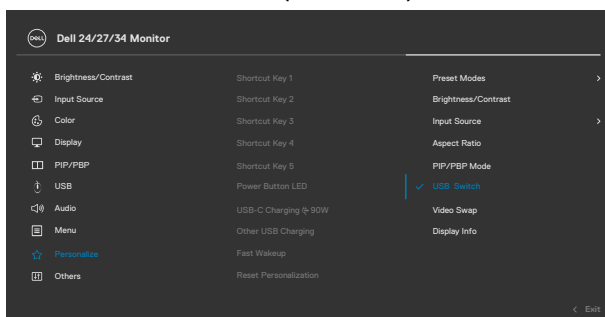 DELL Dell 24/27/34 Monitor
Brightness/Contrast Shortcut Key 1 Preset Modes >
Input Source Shortcut Key 2 Brightness/Contrast
Color Shortcut Key 3 Input Source >
Display Shortcut Key 4 Aspect Ratio
PIP/PBP Shortcut Key 5 PIP/PBP Mode
USB Power Button LED ✓ USB Switch
Audio USB-C Charging 90W Video Swap
Menu Other USB Charging Display Info
Personalize Fast Wakeup
Others Reset Personalization
< Exit